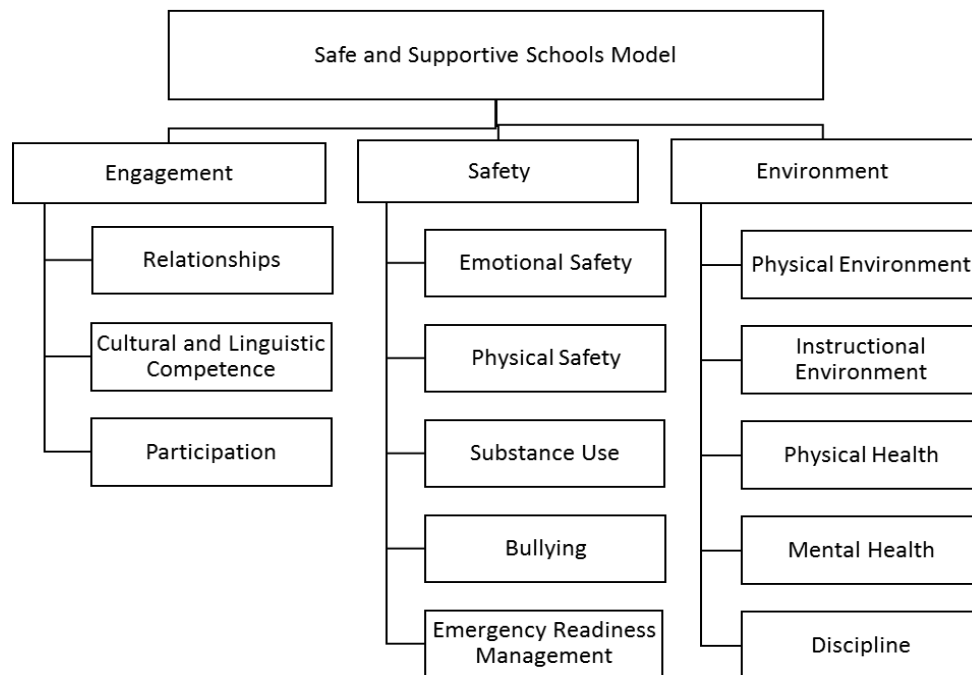 Safe and Supportive Schools Model
Engagement
Relationships
Cultural and Linguistic
Competence
Participation
Safety
Emotional Safety
Physical Safety
Substance Use
Bullying
Emergency Readiness
Management
Environment
Physical Environment
Instructional
Environment
Physical Health
Mental Health
Discipline